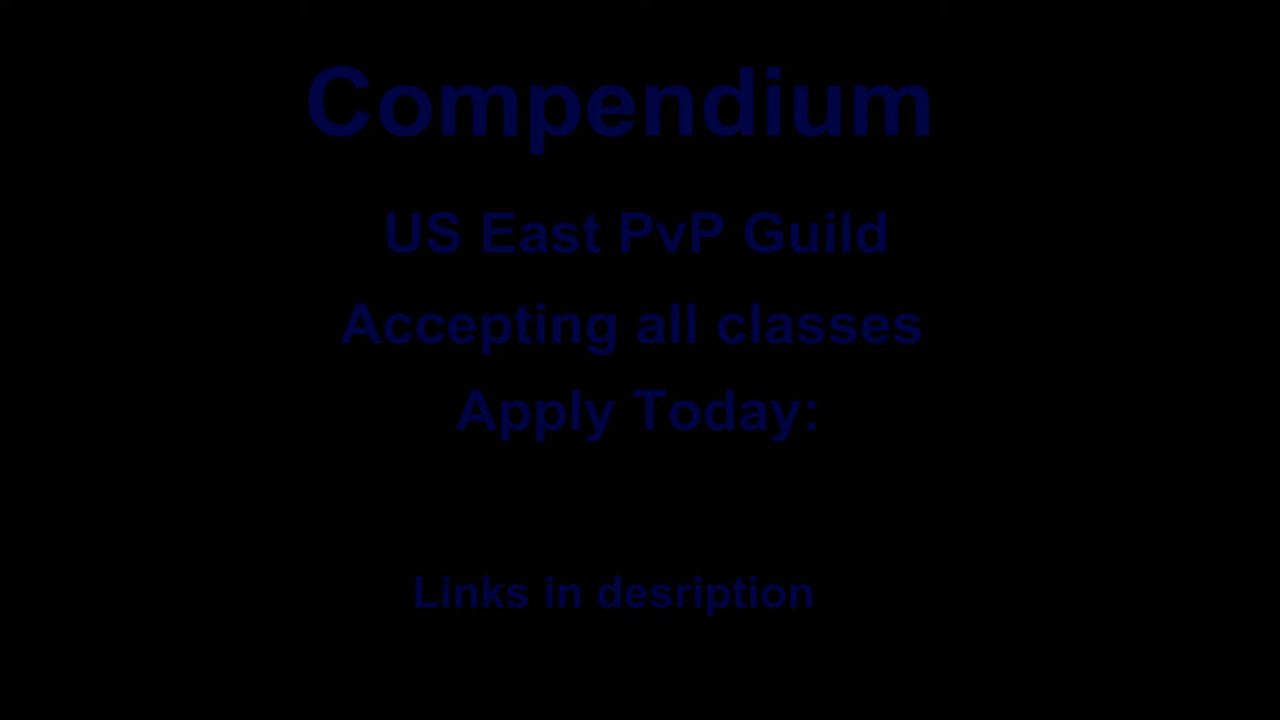 Compendium
US East PvP Guild
Accepting all classes
Apply Today:
Links in desription